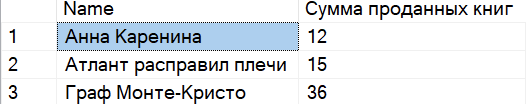 Name Сумма проданных книг
1 Анна Каренина 12
2 Атлант расправил плечи 15
3 Граф Монте-Кристо 36